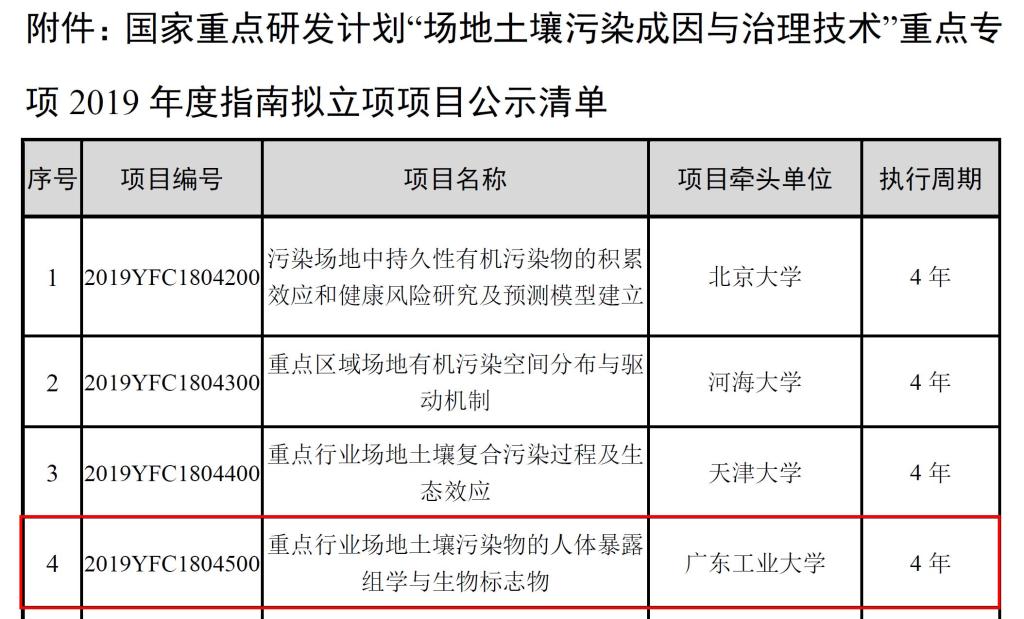 附件：国家重点研发计划“场地土壤污染成因与治理技术”重点专
项 2019 年度指南拟立项项目公示清单
序号 项目编号 项目名称 项目牵头单位 执行周期
1 2019YFC1804200 污染场地中持久性有机污染物的积累
效应和健康风险研究及预测模型建立 北京大学 4 年
2 2019YFC1804300 重点区域场地有机污染空间分布与驱
动机制 河海大学 4 年
3 2019YFC1804400 重点行业场地土壤复合污染过程及生
态效应 天津大学 4 年
4 2019YFC1804500 重点行业场地土壤污染物的人体暴露
组学与生物标志物 广东工业大学 4 年